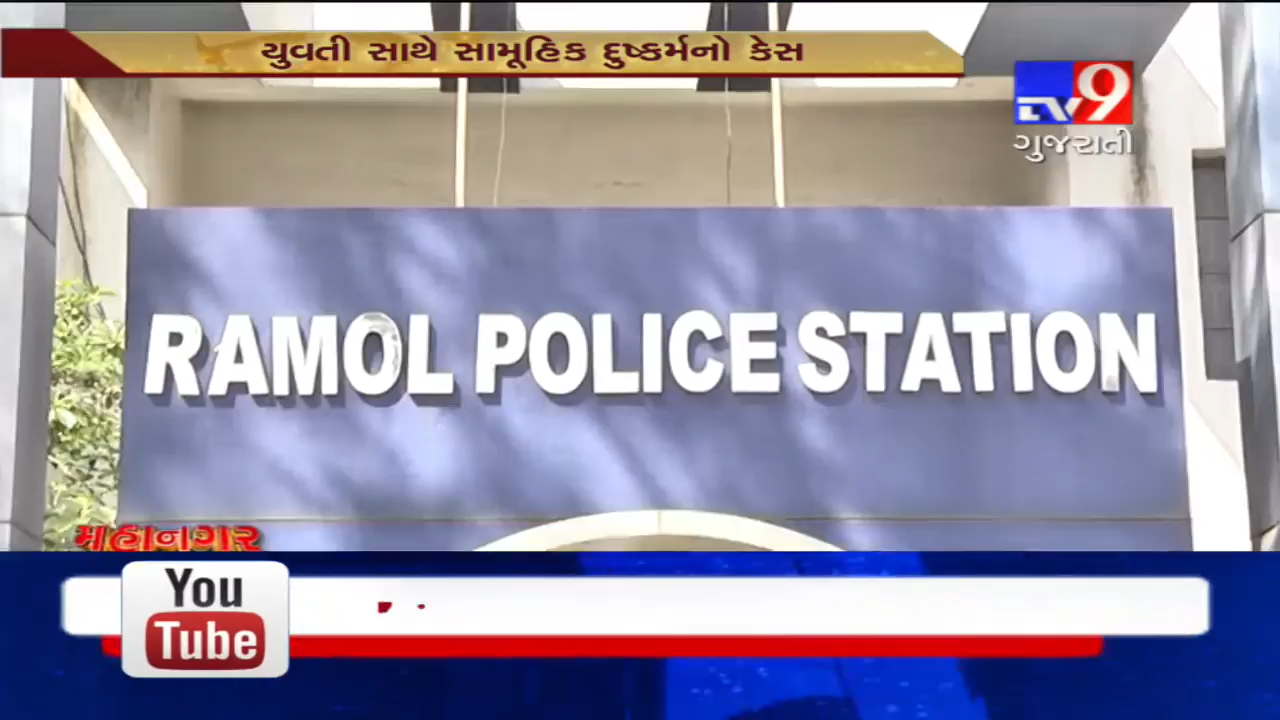 યુવતી સાથે સામૂહિક દુષ્કર્મનો કેસ
TV9
ગુજરાતી
RAMOL POLICE STATION
મહાનગર
You
Tube